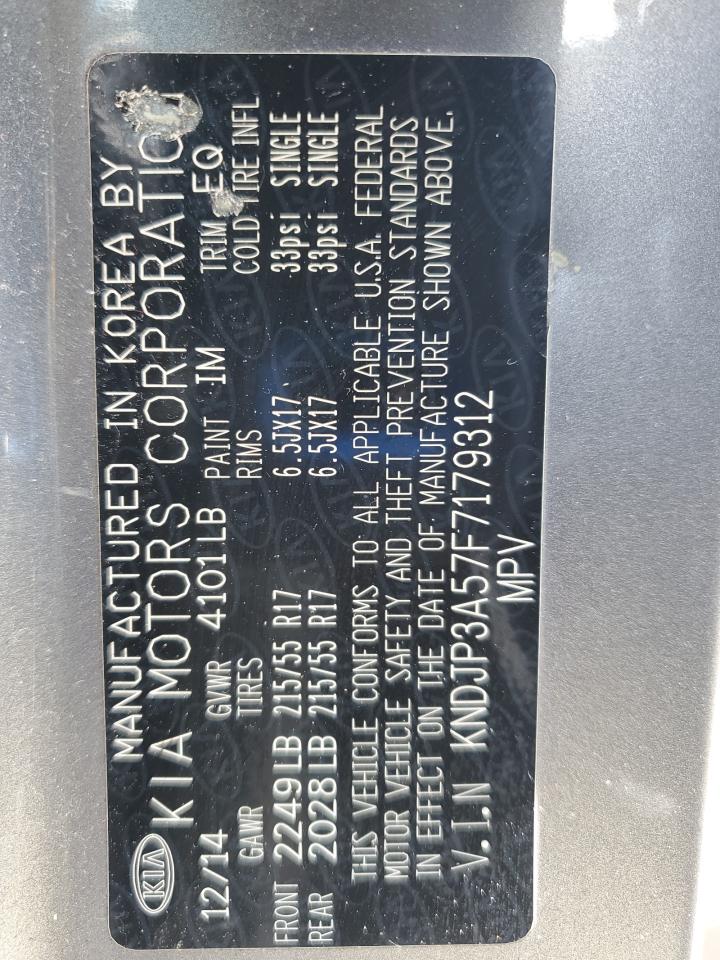 MANUFACTURED IN KOREA BY
KIA KIA MOTORS CORPORATIO
12/14 GVWR 4101LB PAINT IM TRIM EQ
GAWR TIRES RIMS COLD TIRE INFL
FRONT 2249LB 215/55 R17 6.5JX17 33psi SINGLE
REAR 2028LB 215/55 R17 6.5JX17 33psi SINGLE
THIS VEHICLE CONFORMS TO ALL APPLICABLE U.S.A. FEDERAL
MOTOR VEHICLE SAFETY AND THEFT PREVENTION STANDARDS
IN EFFECT ON THE DATE OF MANUFACTURE SHOWN ABOVE.
V.I.N KNDJP3A57F7179312
MPV